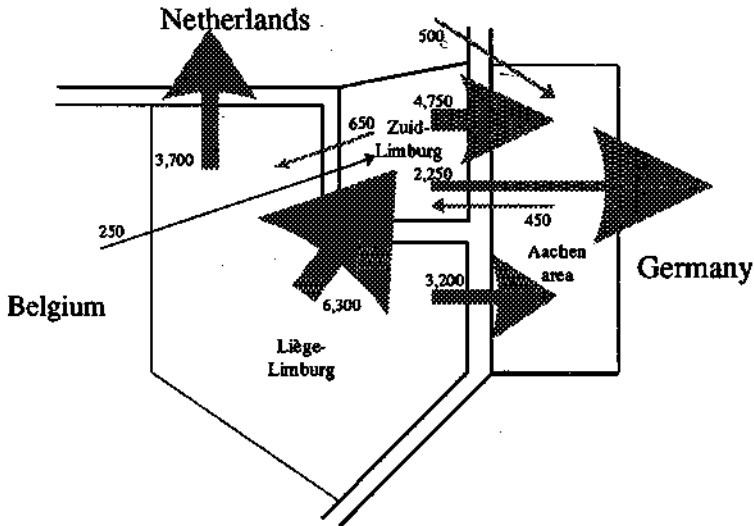 Netherlands
500
4,750
650
Zuid-
Limburg
3,700
2,250
250
450
Aachen
area
Germany
3,200
6,300
Belgium
Liège-
Limburg